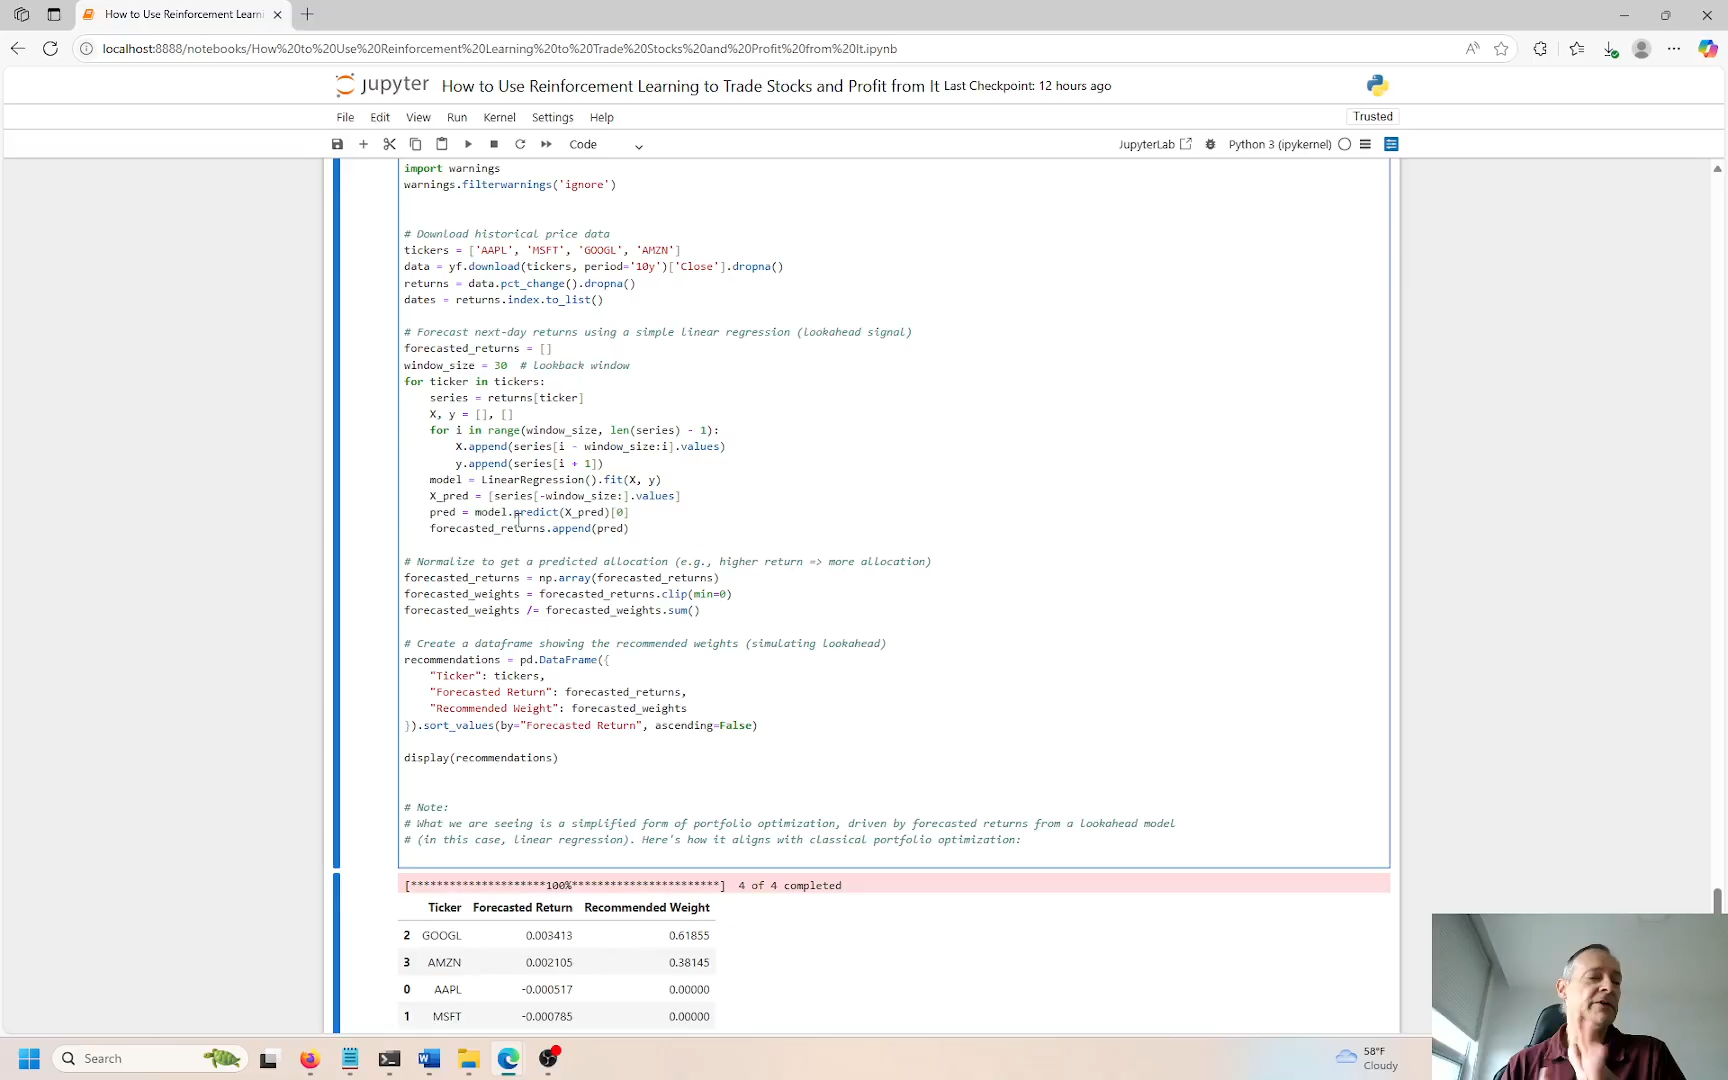 How to Use Reinforcement Learni
localhost:8888/notebooks/How%20to%20Use%20Reinforcement%20Learning%20to%20Trade%20Stocks%20and%20Profit%20from%20It.ipynb
jupyter How to Use Reinforcement Learning to Trade Stocks and Profit from It Last Checkpoint: 12 hours ago
File Edit View Run Kernel Settings Help
Trusted
Code
JupyterLab
Python 3 (ipykernel)
import warnings
warnings.filterwarnings('ignore')
# Download historical price data
tickers = ['AAPL', 'MSFT', 'GOOGL', 'AMZN']
data = yf.download(tickers, period='10y')['Close'].dropna()
returns = data.pct_change().dropna()
dates = returns.index.to_list()
# Forecast next-day returns using a simple linear regression (lookahead signal)
forecasted_returns = []
window_size = 30  # lookback window
for ticker in tickers:
    series = returns[ticker]
    X, y = [], []
    for i in range(window_size, len(series) - 1):
        X.append(series[i - window_size:i].values)
        y.append(series[i + 1])
    model = LinearRegression().fit(X, y)
    X_pred = [series[-window_size:].values]
    pred = model.predict(X_pred)[0]
    forecasted_returns.append(pred)
# Normalize to get a predicted allocation (e.g., higher return => more allocation)
forecasted_returns = np.array(forecasted_returns)
forecasted_weights = forecasted_returns.clip(min=0)
forecasted_weights /= forecasted_weights.sum()
# Create a dataframe showing the recommended weights (simulating lookahead)
recommendations = pd.DataFrame({
    "Ticker": tickers,
    "Forecasted Return": forecasted_returns,
    "Recommended Weight": forecasted_weights
}).sort_values(by="Forecasted Return", ascending=False)
display(recommendations)
# Note:
# What we are seeing is a simplified form of portfolio optimization, driven by forecasted returns from a lookahead model
# (in this case, linear regression). Here's how it aligns with classical portfolio optimization:
[*********************100%***********************]  4 of 4 completed
Ticker Forecasted Return Recommended Weight
2 GOOGL 0.003413 0.61855
3 AMZN 0.002105 0.38145
0 AAPL -0.000517 0.00000
1 MSFT -0.000785 0.00000
Search
58°F
Cloudy